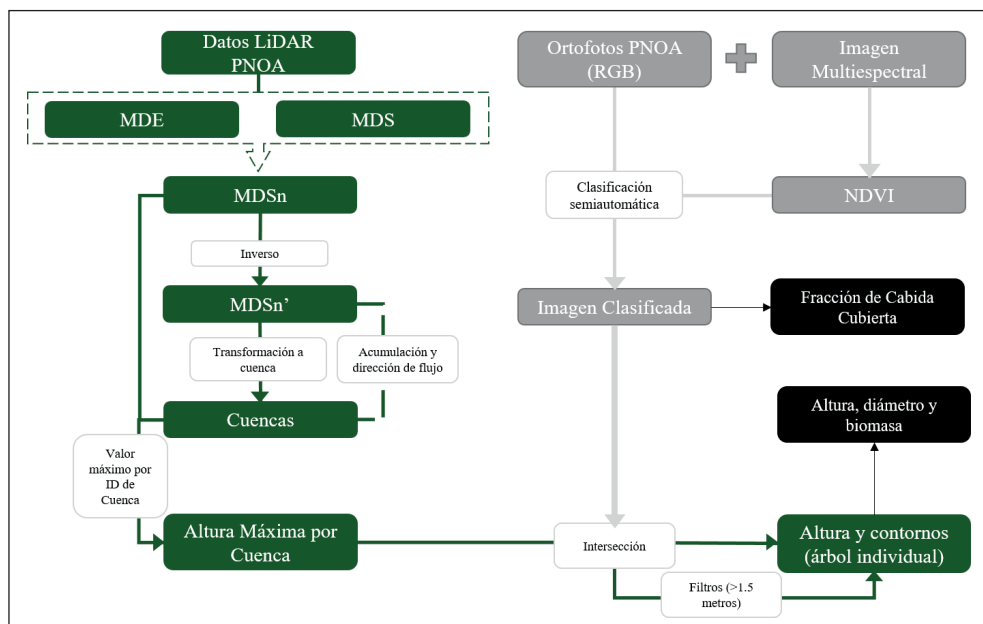 Datos LiDAR
PNOA
MDE
MDS
MDSn
Inverso
MDSn’
Transformación a
cuenca
Acumulación y
dirección de flujo
Cuencas
Valor
máximo por
ID de
Cuenca
Altura Máxima por
Cuenca
Ortofotos PNOA
(RGB)
Imagen
Multiespectral
Clasificación
semiautomática
NDVI
Imagen Clasificada
Fracción de Cabida
Cubierta
Altura, diámetro y
biomasa
Intersección
Altura y contornos
(árbol individual)
Filtros (>1.5
metros)